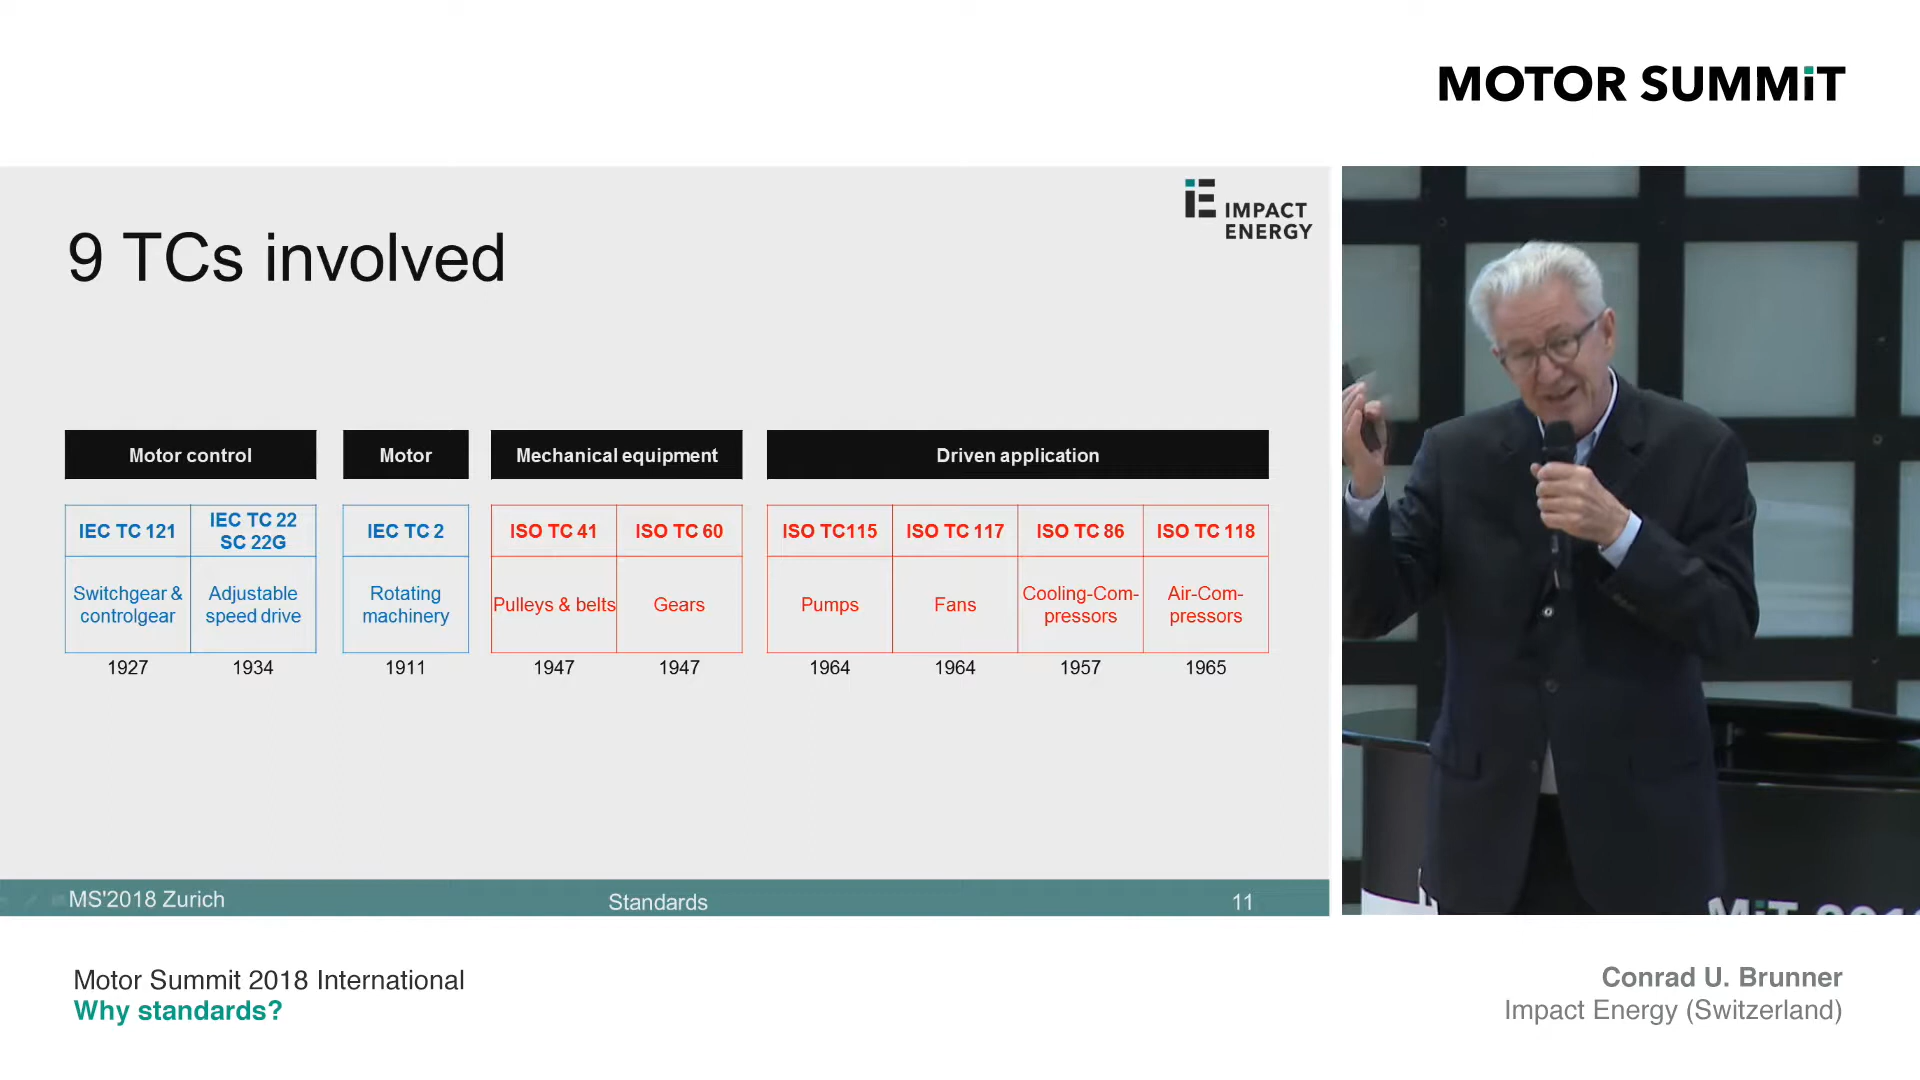 MOTOR SUMMiT
iE IMPACT
ENERGY
9 TCs involved
Motor control
Motor
Mechanical equipment
Driven application
IEC TC 121
IEC TC 22
SC 22G
IEC TC 2
ISO TC 41
ISO TC 60
ISO TC115
ISO TC 117
ISO TC 86
ISO TC 118
Switchgear &
controlgear
Adjustable
speed drive
Rotating
machinery
Pulleys & belts
Gears
Pumps
Fans
Cooling-Com-
pressors
Air-Com-
pressors
1927
1934
1911
1947
1947
1964
1964
1957
1965
MS'2018 Zurich
Standards
11
Motor Summit 2018 International
Why standards?
Conrad U. Brunner
Impact Energy (Switzerland)